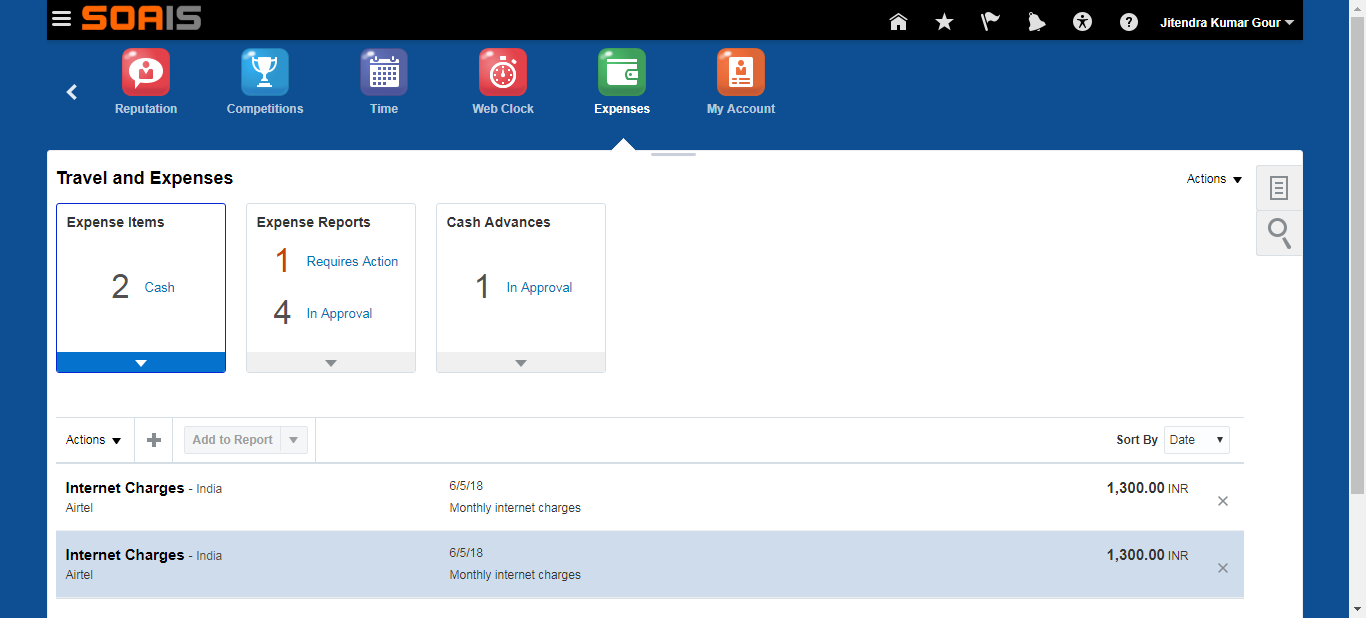 SOAIS
Jitendra Kumar Gour
Reputation
Competitions
Time
Web Clock
Expenses
My Account
Travel and Expenses
Actions
Expense Items
2 Cash
Expense Reports
1 Requires Action
4 In Approval
Cash Advances
1 In Approval
Actions
Add to Report
Sort By Date
Internet Charges - India
Airtel
6/5/18
Monthly internet charges
1,300.00 INR
Internet Charges - India
Airtel
6/5/18
Monthly internet charges
1,300.00 INR